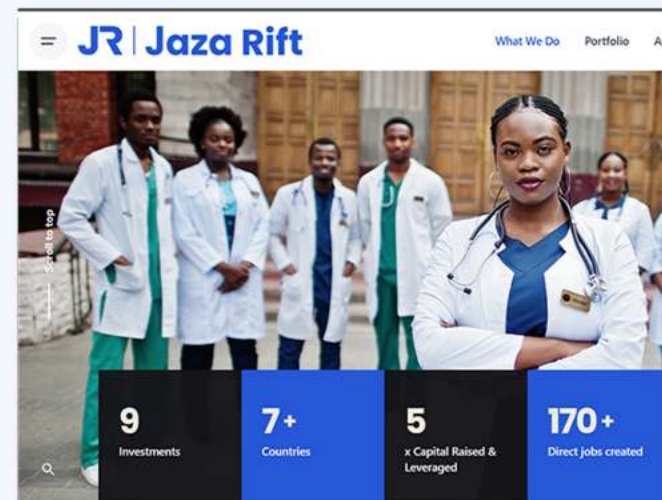 JR | Jaza Rift
What We Do Portfolio
Scroll to top
9
Investments
7+
Countries
5
x Capital Raised &
Leveraged
170+
Direct jobs created